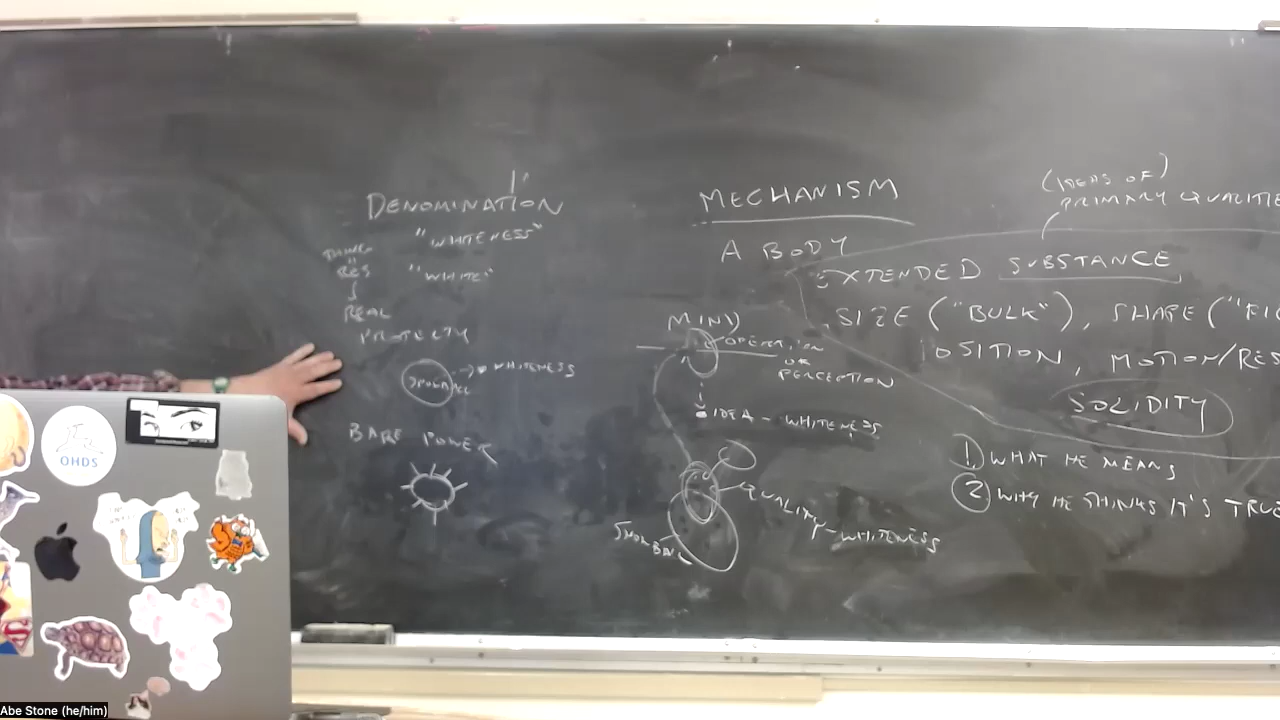 DENOMINATION
"WHITENESS"
THING
"
RES
"WHITE"
REAL
PROPERTY
SNOWBALL
WHITENESS
BARE POWER
MECHANISM
A BODY
EXTENDED SUBSTANCE
(IDEAS OF)
PRIMARY QUALITIE
SIZE ("BULK"), SHAPE ("FIG
OSITION, MOTION/RES
SOLIDITY
① WHAT HE MEANS
② WHY HE THINKS IT'S TRUE
MIND
OPERATION
OR
PERCEPTION
IDEA - WHITENESS
QUALITY - WHITENESS
SNOWBALL
OHDS
Abe Stone (he/him)